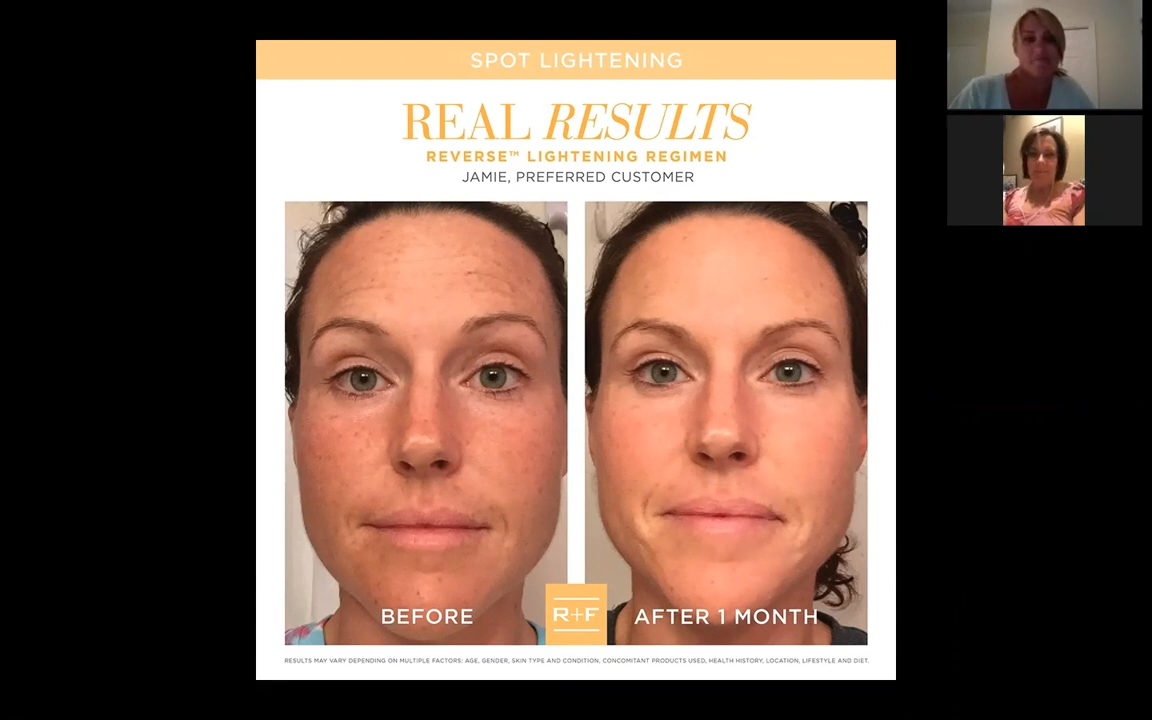 SPOT LIGHTENING
REAL RESULTS
REVERSE™ LIGHTENING REGIMEN
JAMIE, PREFERRED CUSTOMER
BEFORE
R+F
AFTER 1 MONTH
RESULTS MAY VARY DEPENDING ON MULTIPLE FACTORS: AGE, GENDER, SKIN TYPE AND CONDITION, CONCOMITANT PRODUCTS USED, HEALTH HISTORY, LOCATION, LIFESTYLE AND DIET.